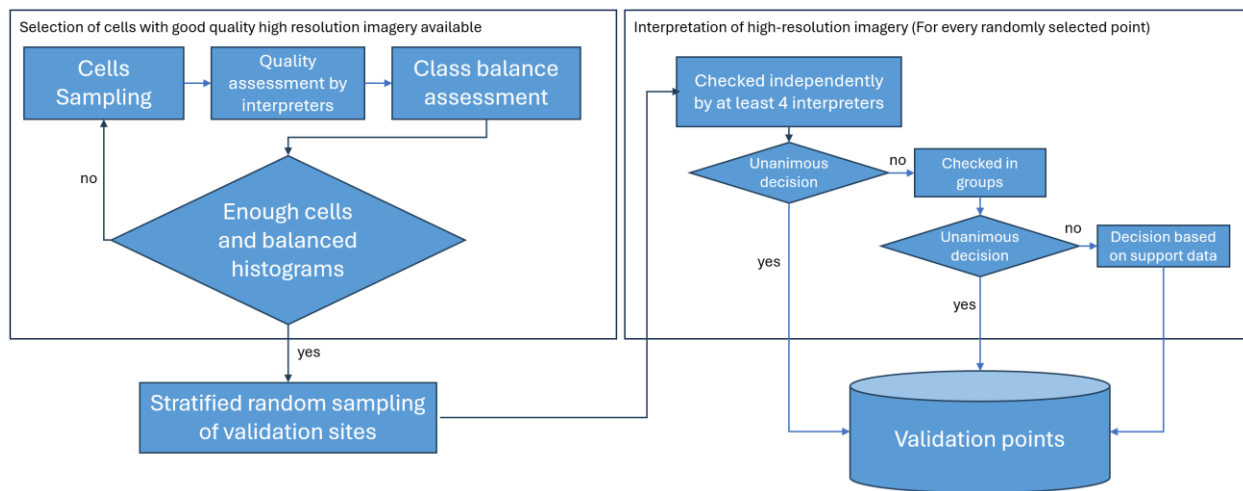 Selection of cells with good quality high resolution imagery available
Cells
Sampling
Quality
assessment by
interpreters
Class balance
assessment
no
Enough cells
and balanced
histograms
yes
Stratified random sampling
of validation sites
Interpretation of high-resolution imagery (For every randomly selected point)
Checked independently
by at least 4 interpreters
Unanimous
decision
no
Checked in
groups
yes
Unanimous
decision
no
Decision based
on support data
yes
Validation points